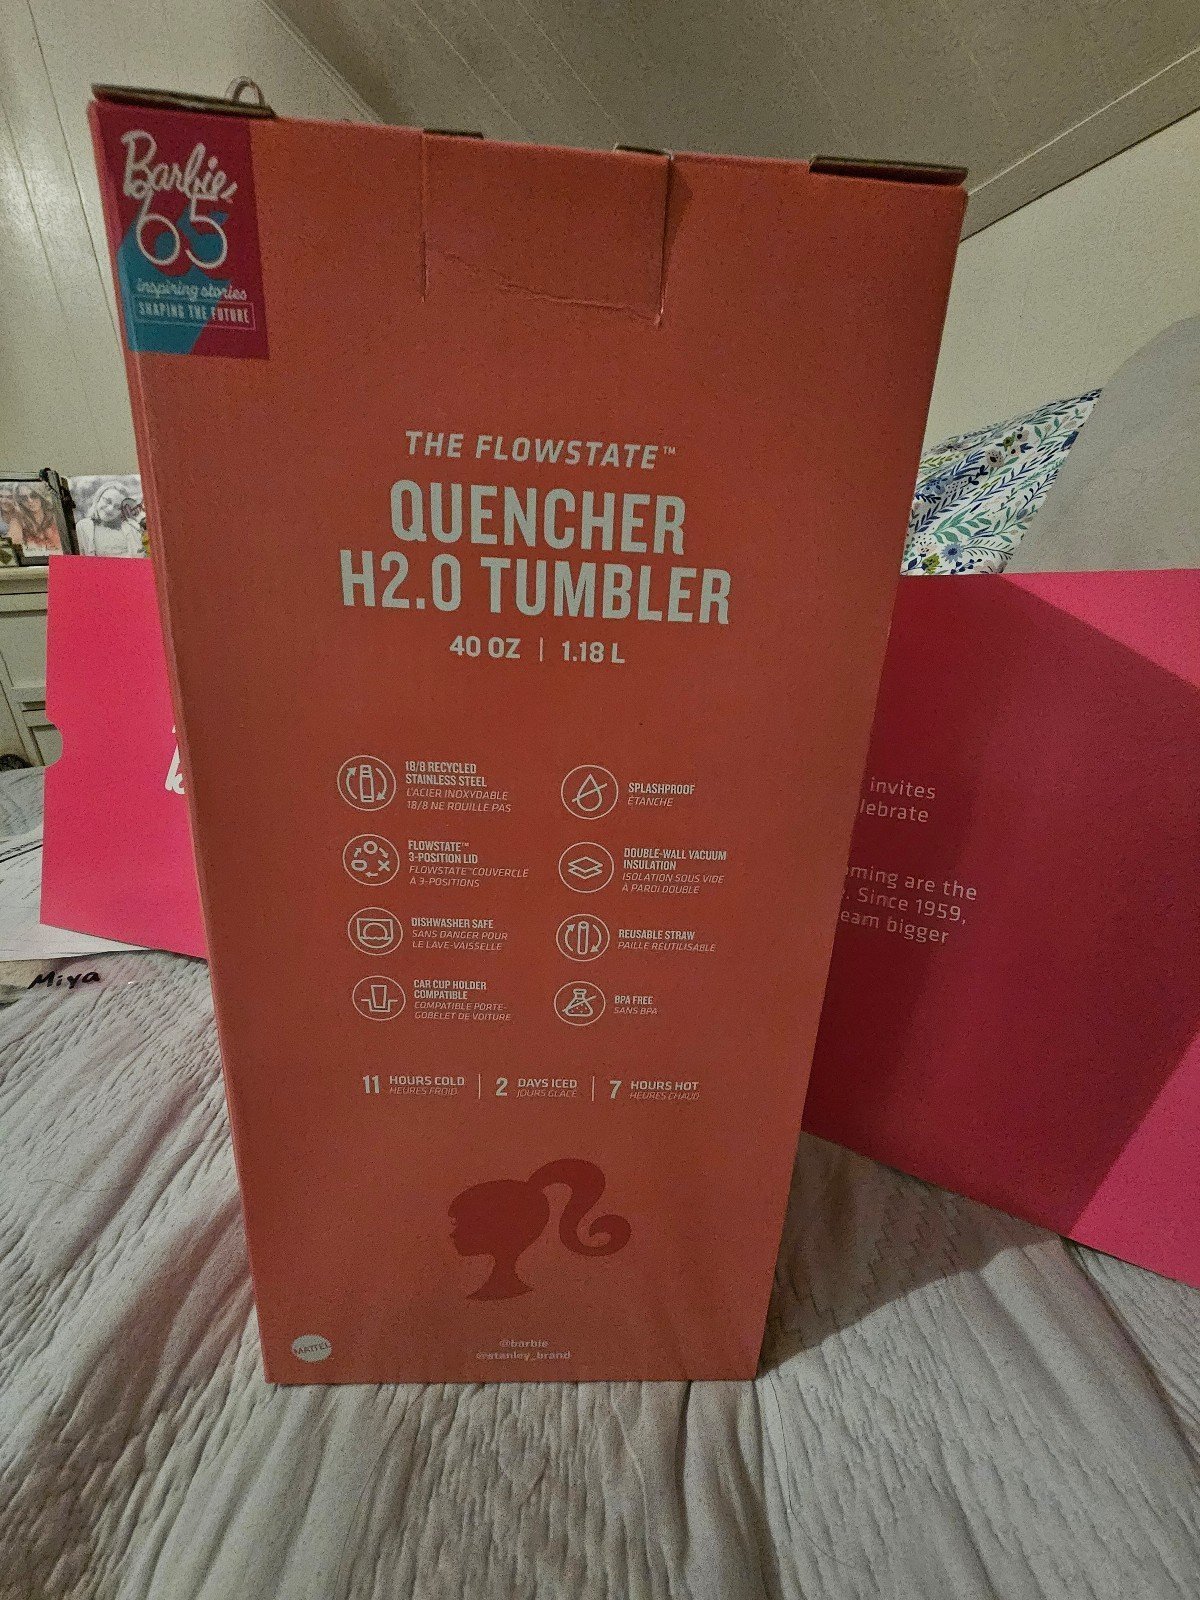 Barbie
65
inspiring stories
SHAPING THE FUTURE
THE FLOWSTATE™
QUENCHER
H2.0 TUMBLER
40 OZ | 1.18 L
18/8 RECYCLED
STAINLESS STEEL
L'ACIER INOXYDABLE
18/8 NE ROUILLE PAS
SPLASHPROOF
ÉTANCHE
FLOWSTATE™
3-POSITION LID
FLOWSTATE™COUVERCLE
À 3-POSITIONS
DOUBLE-WALL VACUUM
INSULATION
ISOLATION SOUS VIDE
À PAROI DOUBLE
DISHWASHER SAFE
SANS DANGER POUR
LE LAVE-VAISSELLE
REUSABLE STRAW
PAILLE RÉUTILISABLE
CAR CUP HOLDER
COMPATIBLE
COMPATIBLE PORTE-
GOBELET DE VOITURE
BPA FREE
SANS BPA
11 HOURS COLD | 2 DAYS ICED | 7 HOURS HOT
HEURES FROID JOURS GLACÉ HEURES CHAUD
MATTEL
@barbie
@stanley_brand
invites
lebrate
oming are the
. Since 1959,
eam bigger
Miya